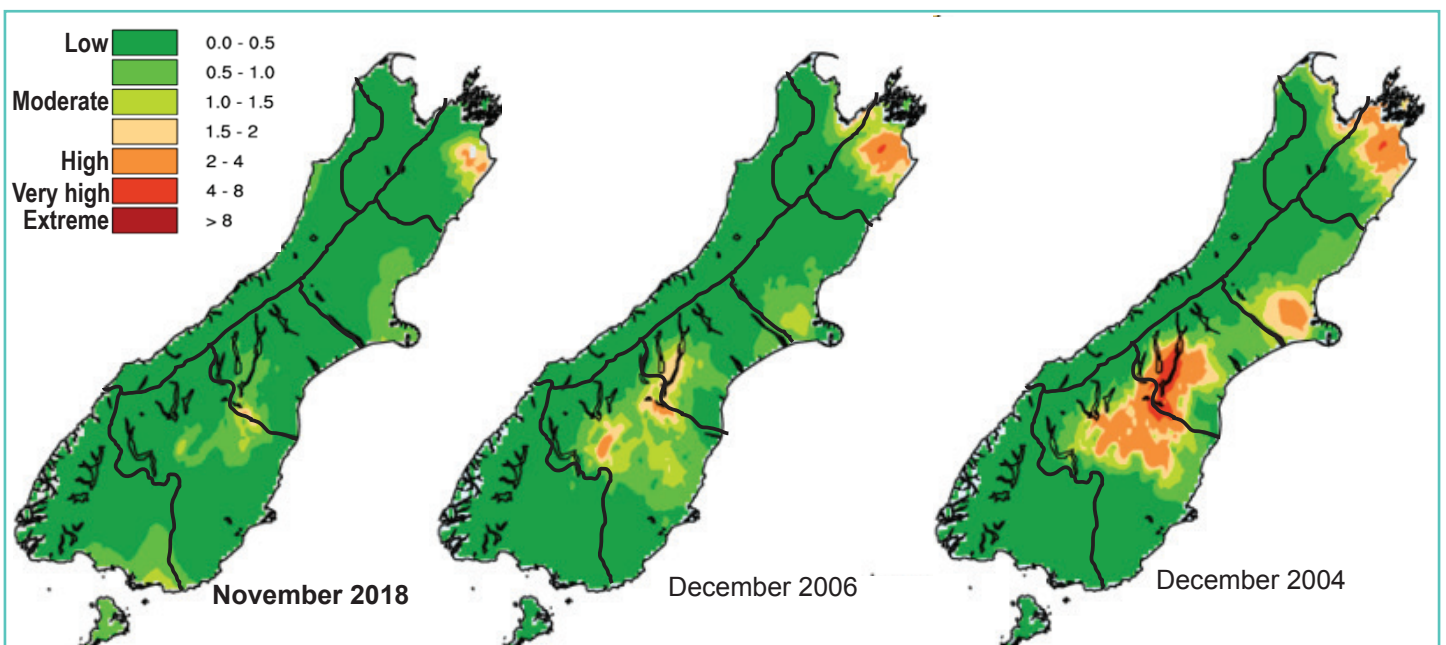 Low 0.0 - 0.5
0.5 - 1.0
Moderate 1.0 - 1.5
1.5 - 2
High 2 - 4
Very high 4 - 8
Extreme > 8
November 2018
December 2006
December 2004